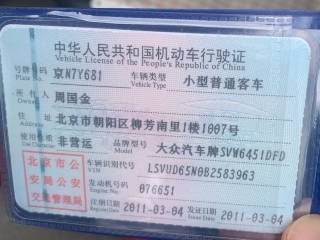 中华人民共和国机动车行驶证
Vehicle License of the People's Republic of China
号牌号码 京N7Y681 车辆类型 小型普通客车
Plate No. Vehicle Type
所有人 周国金
Owner
住址 北京市朝阳区柳芳南里1楼1007号
Address
使用性质 非营运 品牌型号 大众汽车牌SVW6451DFD
Use Character Model
北京市公 车辆识别代号 LSVUD65N0B2583963
安局公安 VIN
交通管理局 发动机号码 076651
Engine No.
注册日期 2011-03-04 发证日期 2011-03-04
Register Date Issue Date